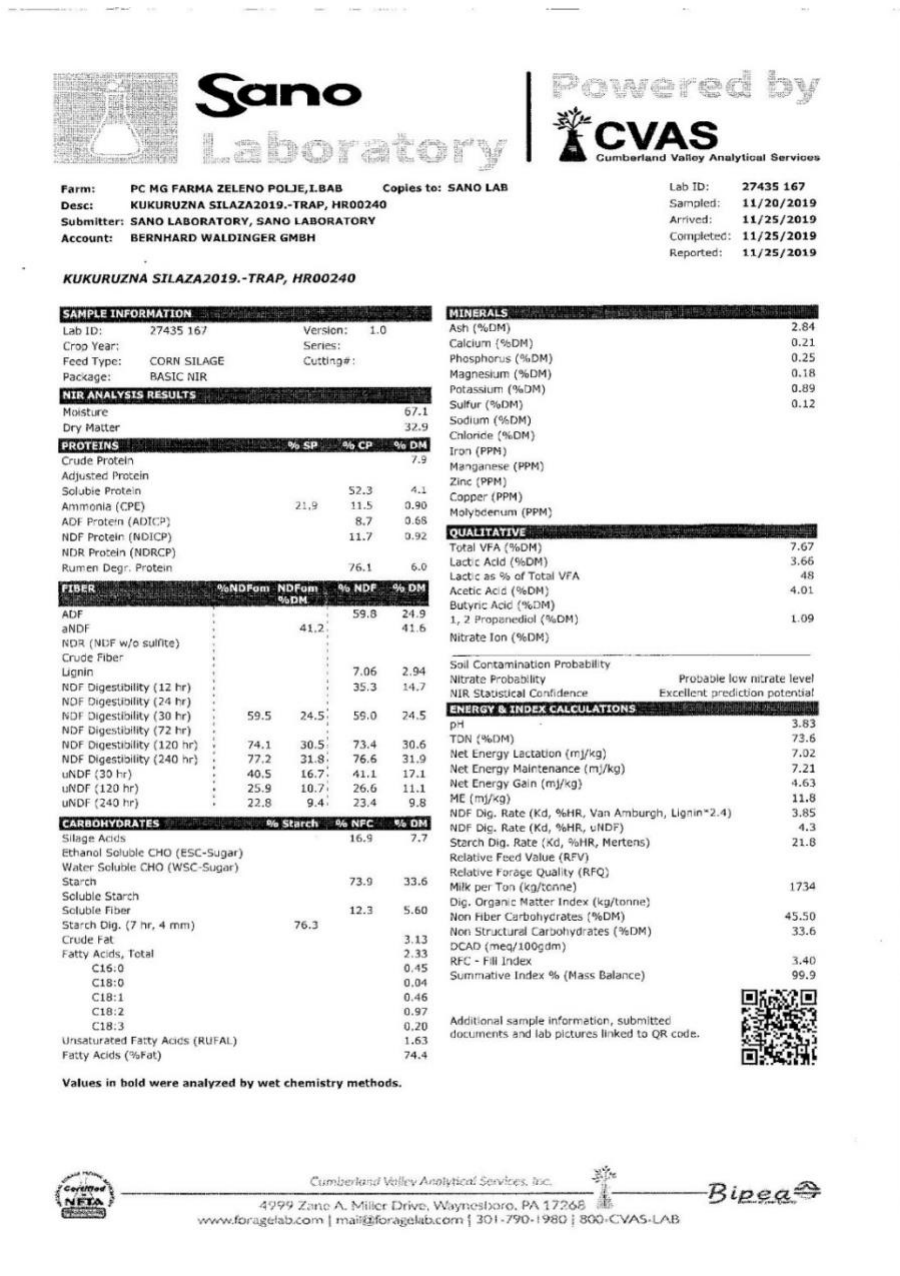 Sano
Laboratory
Powered by
CVAS
Cumberland Valley Analytical Services
Farm: PC MG FARMA ZELENO POLJE,I.BAB Copies to: SANO LAB
Desc: KUKURUZNA SILAZA2019.-TRAP, HR00240
Submitter: SANO LABORATORY, SANO LABORATORY
Account: BERNHARD WALDINGER GMBH
Lab ID: 27435 167
Sampled: 11/20/2019
Arrived: 11/25/2019
Completed: 11/25/2019
Reported: 11/25/2019
KUKURUZNA SILAZA2019.-TRAP, HR00240
SAMPLE INFORMATION
Lab ID: 27435 167 Version: 1.0
Crop Year: Series:
Feed Type: CORN SILAGE Cutting#:
Package: BASIC NIR
NIR ANALYSIS RESULTS
Moisture 67.1
Dry Matter 32.9
PROTEINS % SP % CP % DM
Crude Protein 7.9
Adjusted Protein
Soluble Protein 52.3 4.1
Ammonia (CPE) 21.9 11.5 0.90
ADF Protein (ADICP) 8.7 0.68
NDF Protein (NDICP) 11.7 0.92
NDR Protein (NDRCP)
Rumen Degr. Protein 76.1 6.0
FIBER %NDFom NDFom %DM % NDF % DM
ADF 59.8 24.9
aNDF 41.2 41.6
NDR (NDF w/o sulfite)
Crude Fiber
Lignin 7.06 2.94
NDF Digestibility (12 hr) 35.3 14.7
NDF Digestibility (24 hr)
NDF Digestibility (30 hr) 59.5 24.5 59.0 24.5
NDF Digestibility (72 hr)
NDF Digestibility (120 hr) 74.1 30.5 73.4 30.6
NDF Digestibility (240 hr) 77.2 31.8 76.6 31.9
uNDF (30 hr) 40.5 16.7 41.1 17.1
uNDF (120 hr) 25.9 10.7 26.6 11.1
uNDF (240 hr) 22.8 9.4 23.4 9.8
CARBOHYDRATES % Starch % NFC % DM
Silage Acids 16.9 7.7
Ethanol Soluble CHO (ESC-Sugar)
Water Soluble CHO (WSC-Sugar)
Starch 73.9 33.6
Soluble Starch
Soluble Fiber 12.3 5.60
Starch Dig. (7 hr, 4 mm) 76.3
Crude Fat 3.13
Fatty Acids, Total 2.33
C16:0 0.45
C18:0 0.04
C18:1 0.46
C18:2 0.97
C18:3 0.20
Unsaturated Fatty Acids (RUFAL) 1.63
Fatty Acids (%Fat) 74.4
Values in bold were analyzed by wet chemistry methods.
MINERALS
Ash (%DM) 2.84
Calcium (%DM) 0.21
Phosphorus (%DM) 0.25
Magnesium (%DM) 0.18
Potassium (%DM) 0.89
Sulfur (%DM) 0.12
Sodium (%DM)
Chloride (%DM)
Iron (PPM)
Manganese (PPM)
Zinc (PPM)
Copper (PPM)
Molybdenum (PPM)
QUALITATIVE
Total VFA (%DM) 7.67
Lactic Acid (%DM) 3.66
Lactic as % of Total VFA 48
Acetic Acid (%DM) 4.01
Butyric Acid (%DM)
1, 2 Propanediol (%DM) 1.09
Nitrate Ion (%DM)
Soil Contamination Probability
Nitrate Probability Probable low nitrate level
NIR Statistical Confidence Excellent prediction potential
ENERGY & INDEX CALCULATIONS
pH 3.83
TDN (%DM) 73.6
Net Energy Lactation (mj/kg) 7.02
Net Energy Maintenance (mj/kg) 7.21
Net Energy Gain (mj/kg) 4.63
ME (mj/kg) 11.8
NDF Dig. Rate (Kd, %HR, Van Amburgh, Lignin*2.4) 3.85
NDF Dig. Rate (Kd, %HR, uNDF) 4.3
Starch Dig. Rate (Kd, %HR, Mertens) 21.8
Relative Feed Value (RFV)
Relative Forage Quality (RFQ)
Milk per Ton (kg/tonne) 1734
Dig. Organic Matter Index (kg/tonne)
Non Fiber Carbohydrates (%DM) 45.50
Non Structural Carbohydrates (%DM) 33.6
DCAD (meq/100gdm)
RFC - Fill Index 3.40
Summative Index % (Mass Balance) 99.9
Additional sample information, submitted
documents and lab pictures linked to QR code.
Certified
NFTA
Cumberland Valley Analytical Services, Inc.
4999 Zane A. Miller Drive, Waynesboro, PA 17268
www.foragelab.com | mail@foragelab.com | 301-790-1980 | 800-CVAS-LAB
Bipea